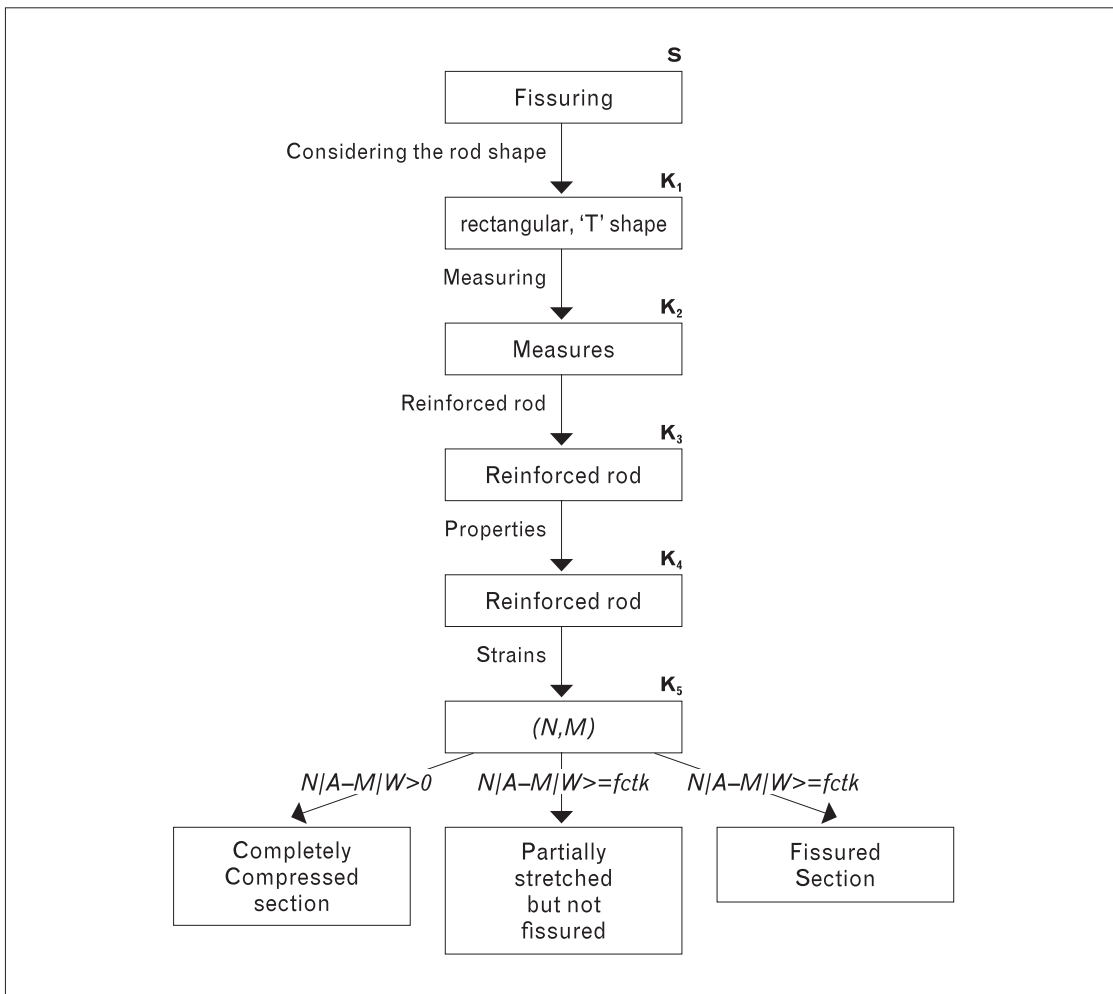 S
Fissuring
Considering the rod shape
K₁
rectangular, ‘T’ shape
Measuring
K₂
Measures
Reinforced rod
K₃
Reinforced rod
Properties
K₄
Reinforced rod
Strains
K₅
(N,M)
N|A–M|W>0
N|A–M|W>=fctk
N|A–M|W>=fctk
Completely
Compressed
section
Partially
stretched
but not
fissured
Fissured
Section